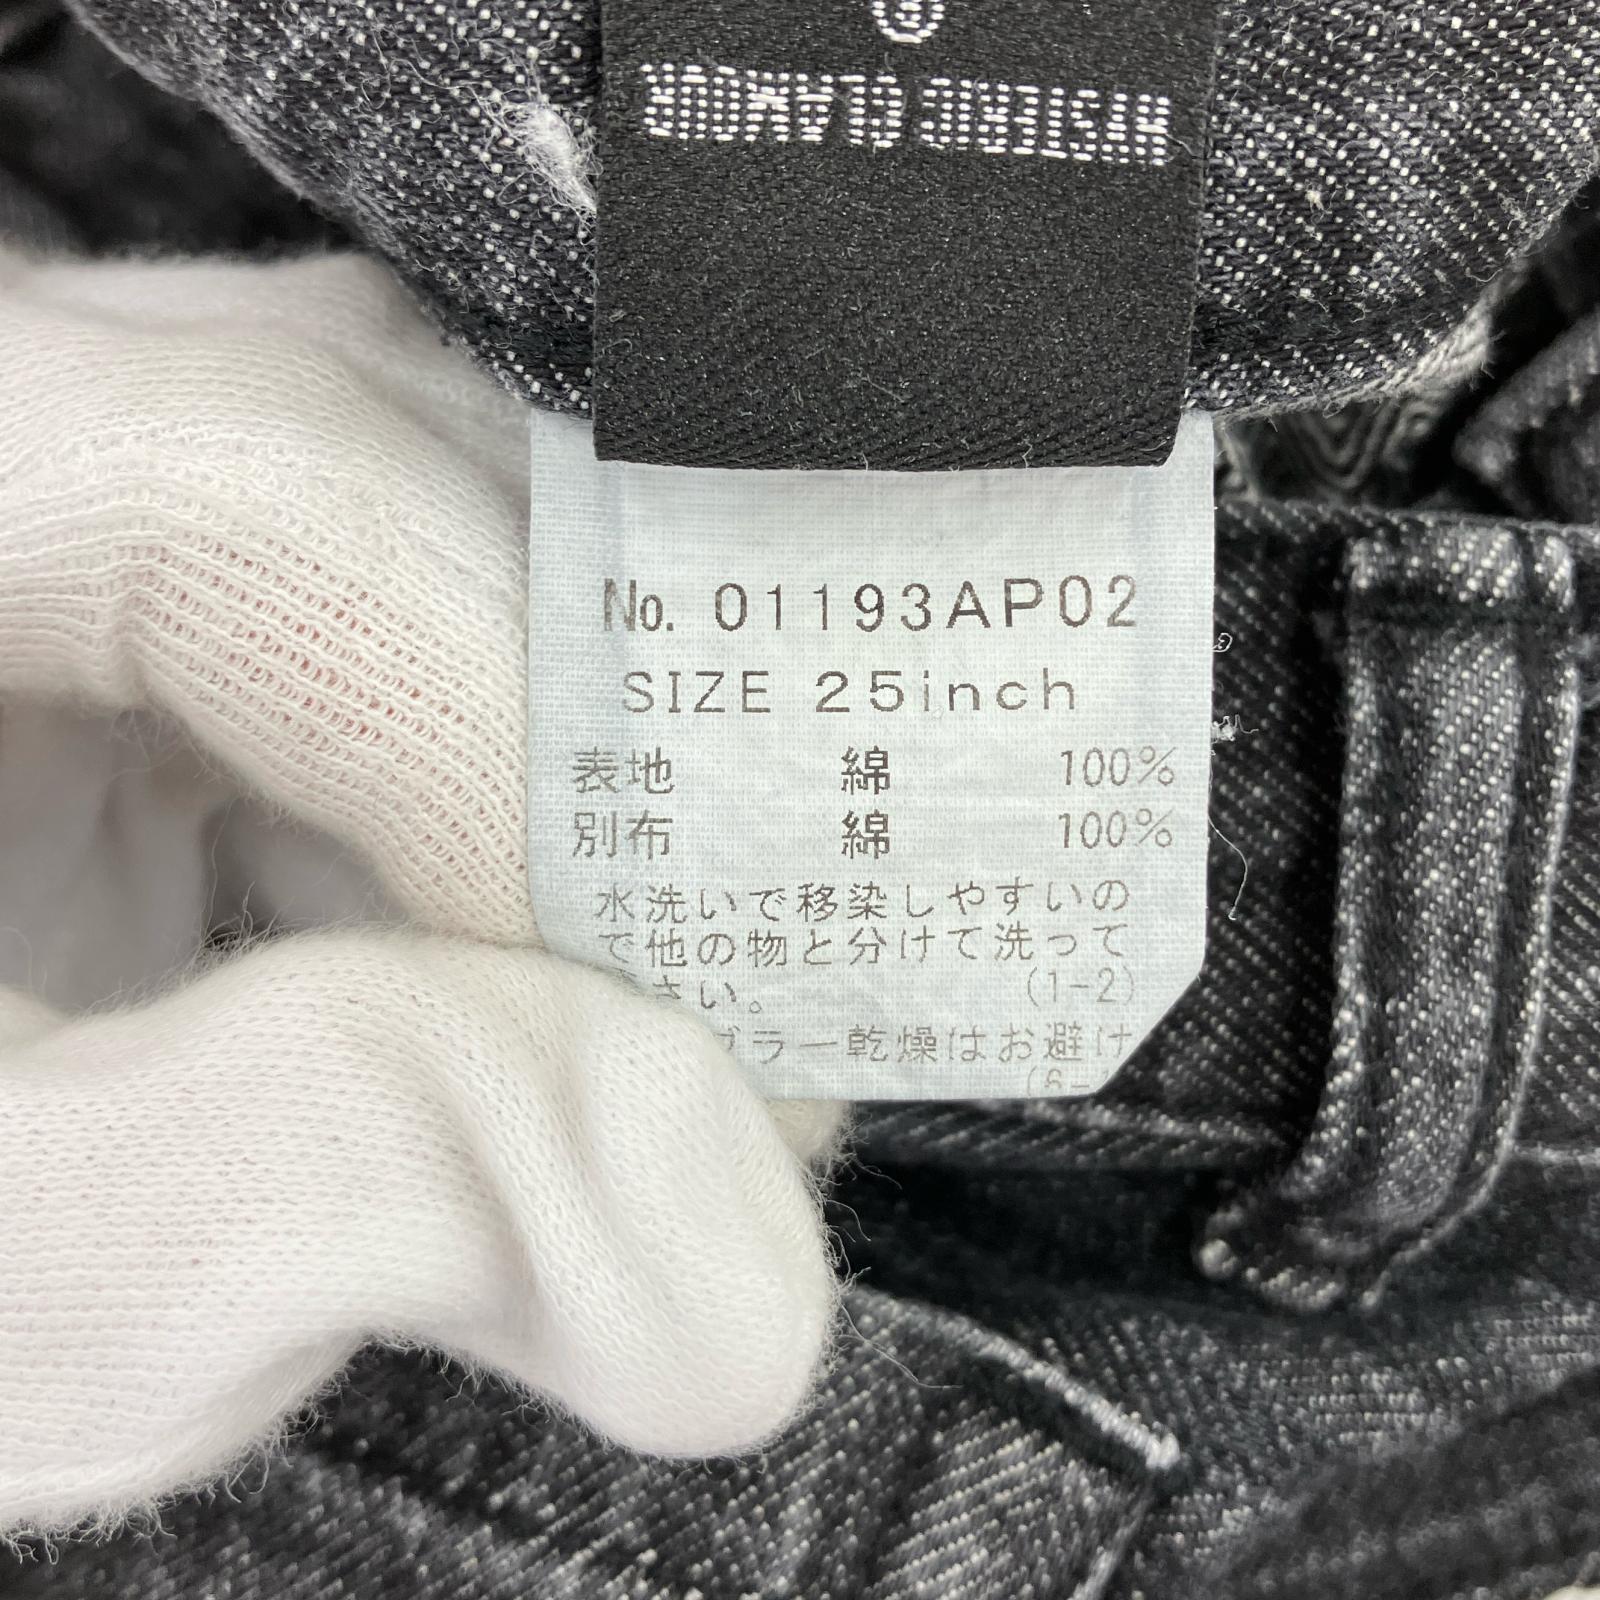 HYSTERIC GLAMOUR
No. 01193AP02
SIZE 25inch
表地 綿 100%
別布 綿 100%
水洗いで移染しやすいの
で他の物と分けて洗って
さい。 (1-2)
ブラー乾燥はお避け
(6-